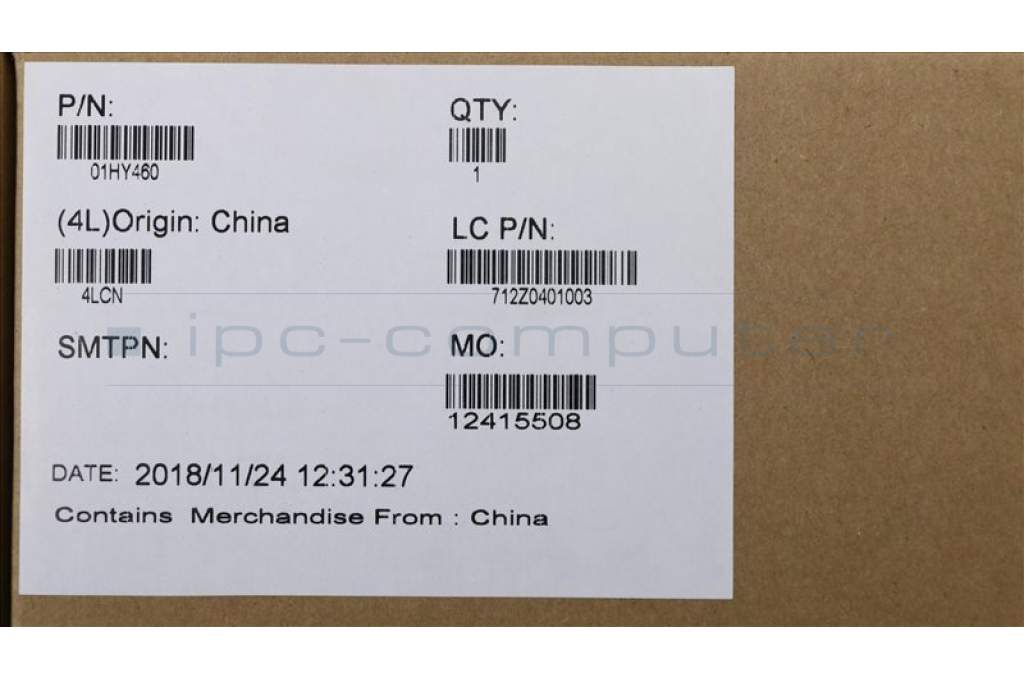 P/N:
01HY460
QTY:
1
(4L)Origin: China
4LCN
LC P/N:
712Z0401003
SMTPN:
MO:
12415508
ipc-computer
DATE: 2018/11/24 12:31:27
Contains Merchandise From : China